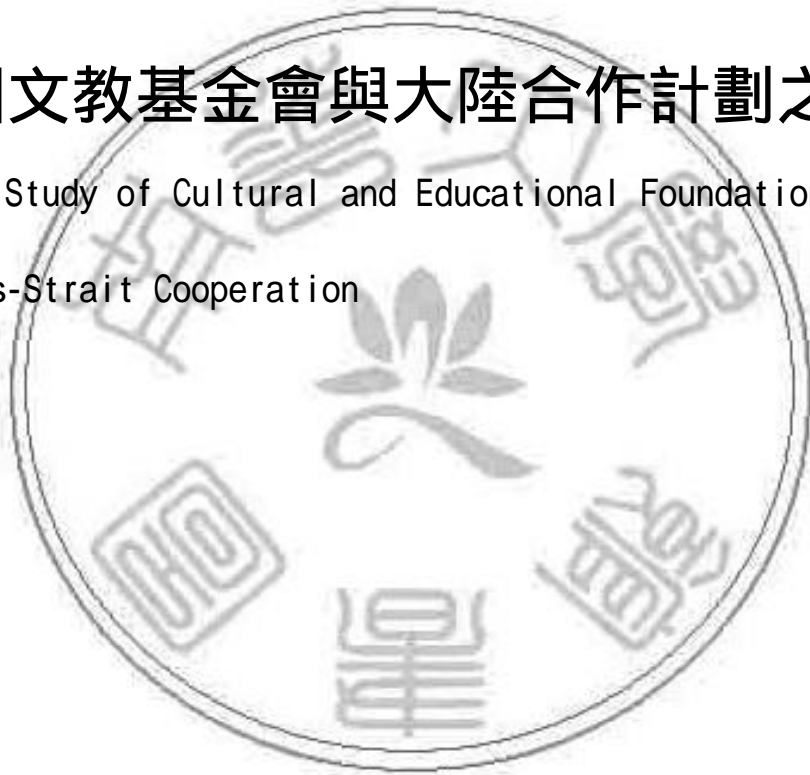 文教基金會與大陸合作計劃之
Study of Cultural and Educational Foundatio
s-Strait Cooperation